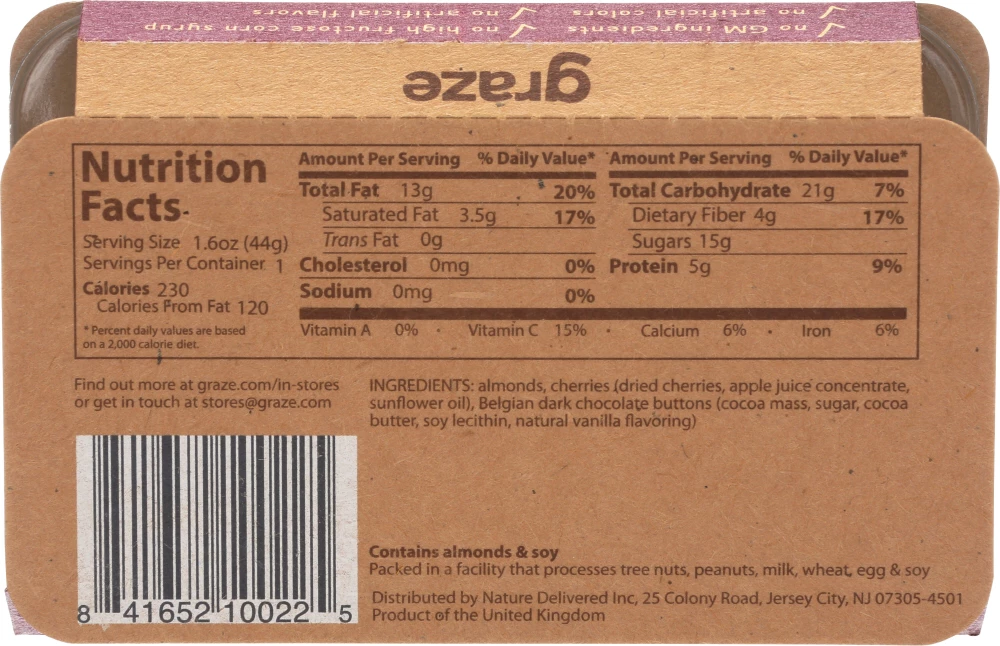 ✓ no GM ingredients ✓ no high fructose corn syrup
✓ no artificial colors ✓ no artificial flavors
graze
Nutrition
Facts
Serving Size 1.6oz (44g)
Servings Per Container 1
Calories 230
Calories From Fat 120
* Percent daily values are based
on a 2,000 calorie diet.
Amount Per Serving % Daily Value*
Total Fat 13g 20%
Saturated Fat 3.5g 17%
Trans Fat 0g
Cholesterol 0mg 0%
Sodium 0mg 0%
Amount Per Serving % Daily Value*
Total Carbohydrate 21g 7%
Dietary Fiber 4g 17%
Sugars 15g
Protein 5g 9%
Vitamin A 0% · Vitamin C 15% · Calcium 6% · Iron 6%
Find out more at graze.com/in-stores
or get in touch at stores@graze.com
INGREDIENTS: almonds, cherries (dried cherries, apple juice concentrate,
sunflower oil), Belgian dark chocolate buttons (cocoa mass, sugar, cocoa
butter, soy lecithin, natural vanilla flavoring)
8 41652 10022 5
Contains almonds & soy
Packed in a facility that processes tree nuts, peanuts, milk, wheat, egg & soy
Distributed by Nature Delivered Inc, 25 Colony Road, Jersey City, NJ 07305-4501
Product of the United Kingdom